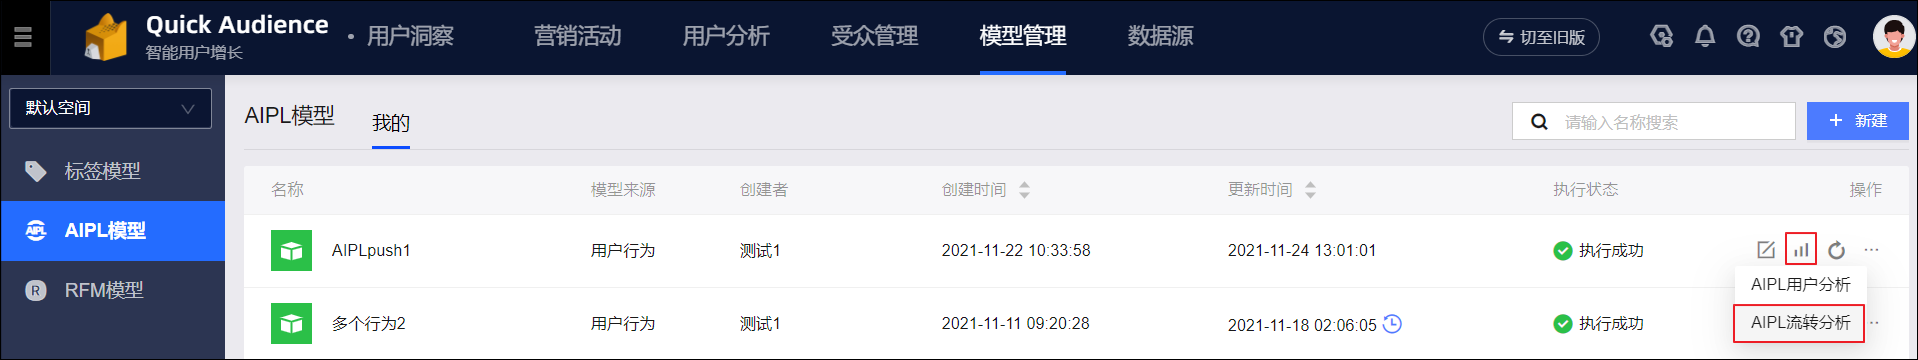 Quick Audience
智能用户增长
• 用户洞察 营销活动 用户分析 受众管理 模型管理 数据源 切至旧版
默认空间
标签模型
AIPL模型
RFM模型
AIPL模型 我的 请输入名称搜索 + 新建
名称 模型来源 创建者 创建时间 更新时间 执行状态 操作
AIPLpush1 用户行为 测试1 2021-11-22 10:33:58 2021-11-24 13:01:01 执行成功 ···
AIPL用户分析
多个行为2 用户行为 测试1 2021-11-11 09:20:28 2021-11-18 02:06:05 执行成功
AIPL流转分析